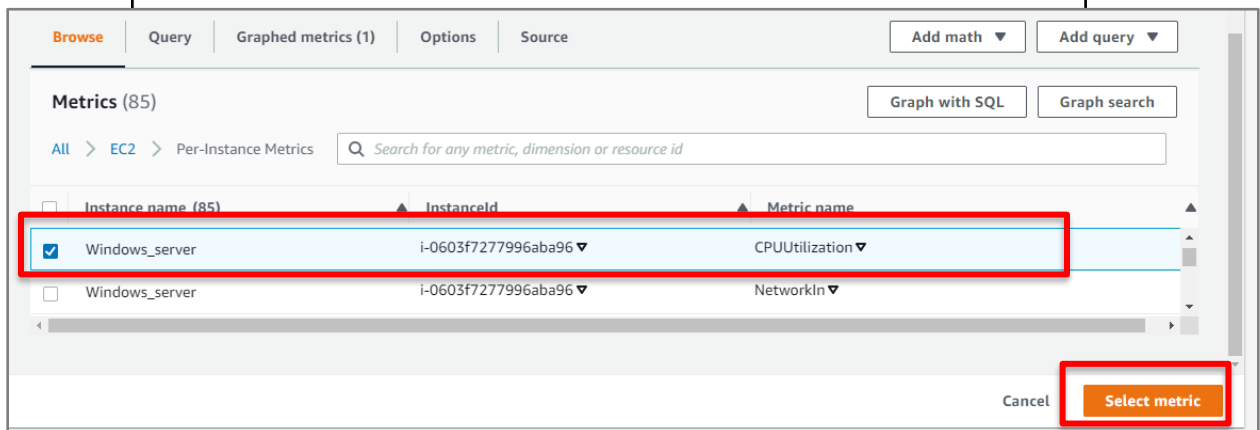 Browse Query Graphed metrics (1) Options Source Add math ▼ Add query ▼
Metrics (85) Graph with SQL Graph search
All > EC2 > Per-Instance Metrics Search for any metric, dimension or resource id
Instance name (85) ▲ InstanceId ▲ Metric name ▲
Windows_server i-0603f7277996aba96 CPUUtilization
Windows_server i-0603f7277996aba96 NetworkIn
Cancel Select metric